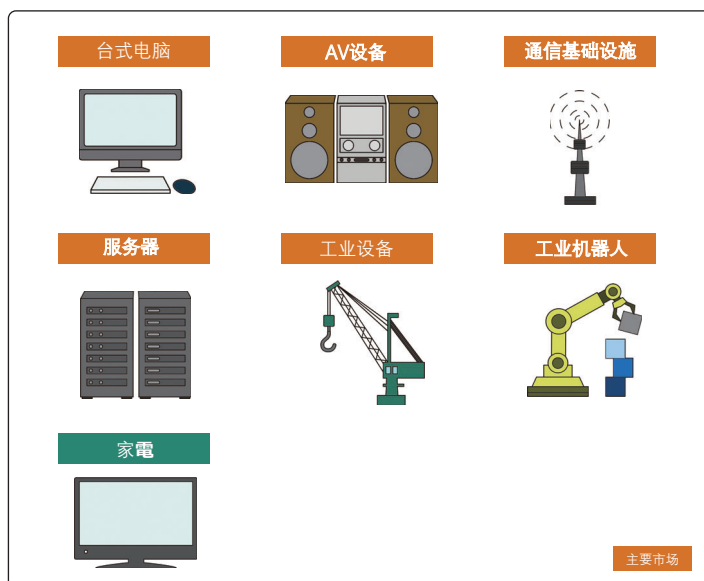 台式电脑
AV设备
通信基础设施
服务器
工业设备
工业机器人
家電
主要市场